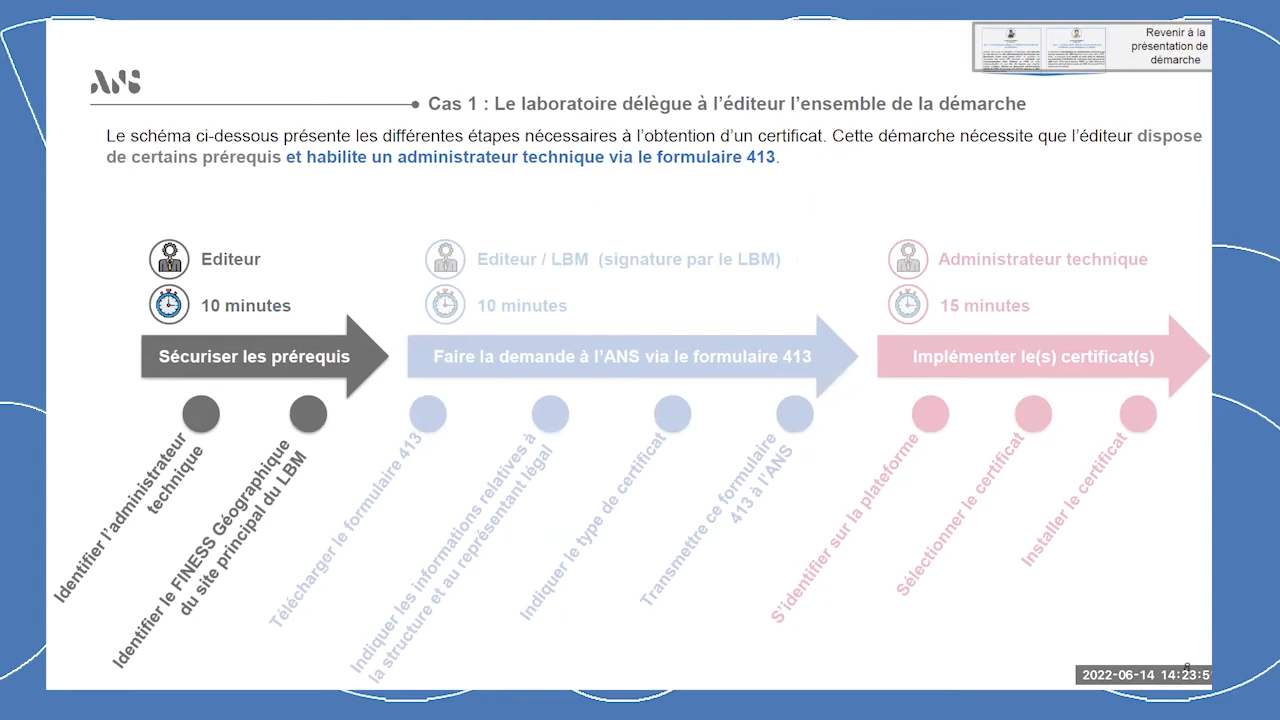 Revenir à la
présentation de
démarche
ANS
Cas 1 : Le laboratoire délègue à l'éditeur l'ensemble de la démarche
Le schéma ci-dessous présente les différentes étapes nécessaires à l'obtention d'un certificat. Cette démarche nécessite que l'éditeur dispose
de certains prérequis et habilite un administrateur technique via le formulaire 413.
Editeur
10 minutes
Sécuriser les prérequis
Identifier l'administrateur
technique
Identifier le FINESS Géographique
du site principal du LBM
Editeur / LBM (signature par le LBM)
10 minutes
Faire la demande à l'ANS via le formulaire 413
Télécharger le formulaire 413
Indiquer les informations relatives à
la structure et au représentant légal
Indiquer le type de certificat
Transmettre ce formulaire
413 à l'ANS
Administrateur technique
15 minutes
Implémenter le(s) certificat(s)
S'identifier sur la plateforme
Sélectionner le certificat
Installer le certificat
8
2022-06-14 14:23:5